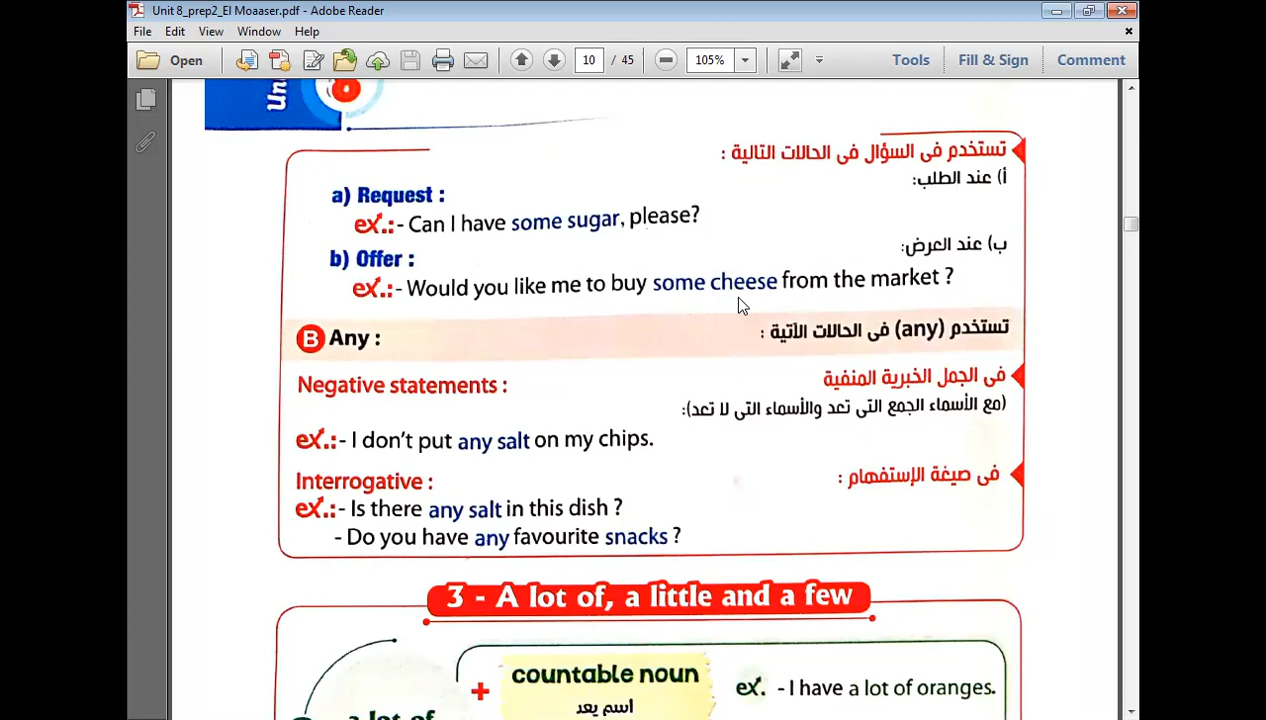 Unit 8_prep2_El Moaaser.pdf - Adobe Reader
File Edit View Window Help
Open 10 / 45 105% Tools Fill & Sign Comment
تستخدم فى السؤال فى الحالات التالية :
أ) عند الطلب:
a) Request :
ex.:- Can I have some sugar, please?
ب) عند العرض:
b) Offer :
ex.:- Would you like me to buy some cheese from the market ?
B Any :
تستخدم (any) فى الحالات الآتية :
فى الجمل الخبرية المنفية
Negative statements :
(مع الأسماء الجمع التى تعد والأسماء التى لا تعد):
ex.:- I don't put any salt on my chips.
فى صيغة الإستفهام :
Interrogative :
ex.:- Is there any salt in this dish ?
- Do you have any favourite snacks ?
3 - A lot of, a little and a few
+ countable noun
اسم يعد
ex. - I have a lot of oranges.
a lot of